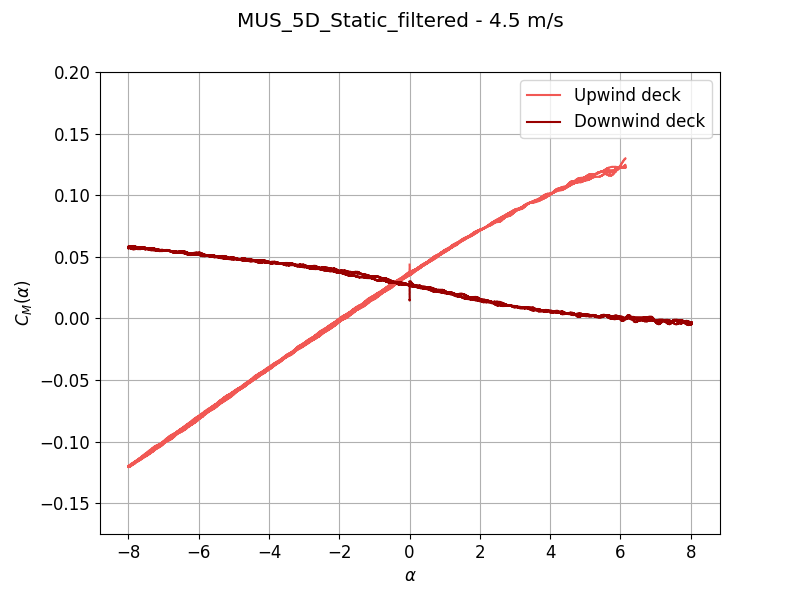 MUS_5D_Static_filtered - 4.5 m/s
Upwind deck
Downwind deck
0.20
0.15
0.10
0.05
0.00
−0.05
−0.10
−0.15
C_M(α)
−8 −6 −4 −2 0 2 4 6 8
α